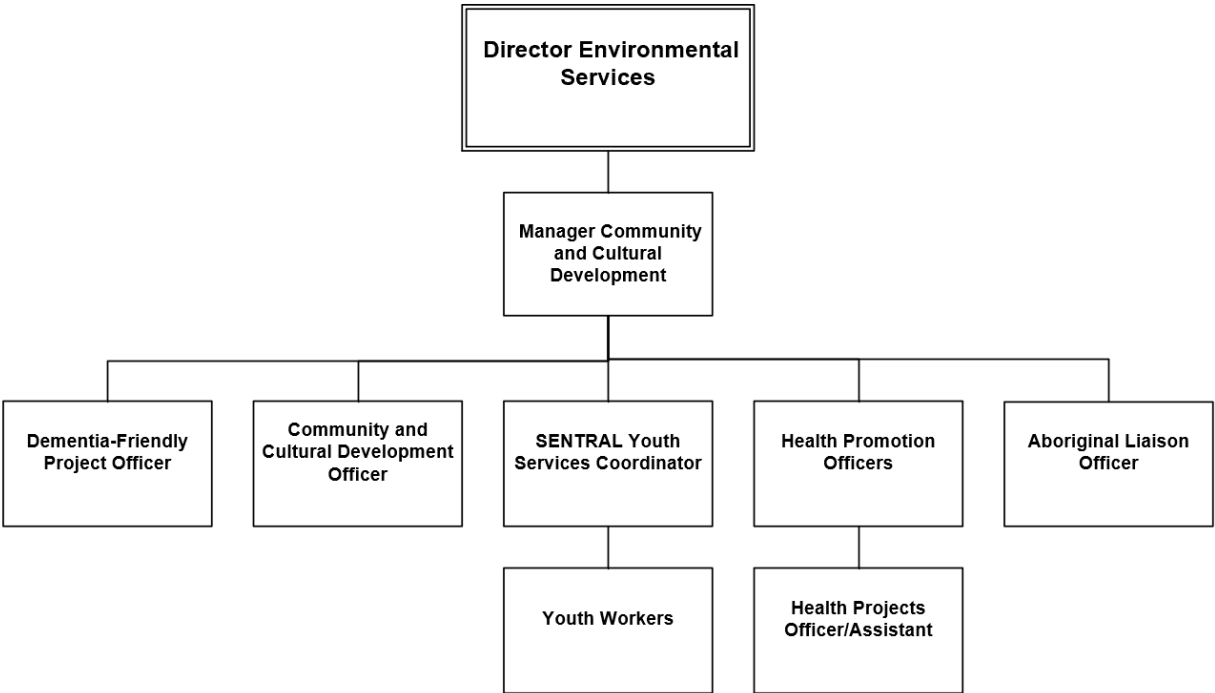 Director Environmental
Services
Manager Community
and Cultural
Development
Dementia-Friendly
Project Officer
Community and
Cultural Development
Officer
SENTRAL Youth
Services Coordinator
Health Promotion
Officers
Aboriginal Liaison
Officer
Youth Workers
Health Projects
Officer/Assistant